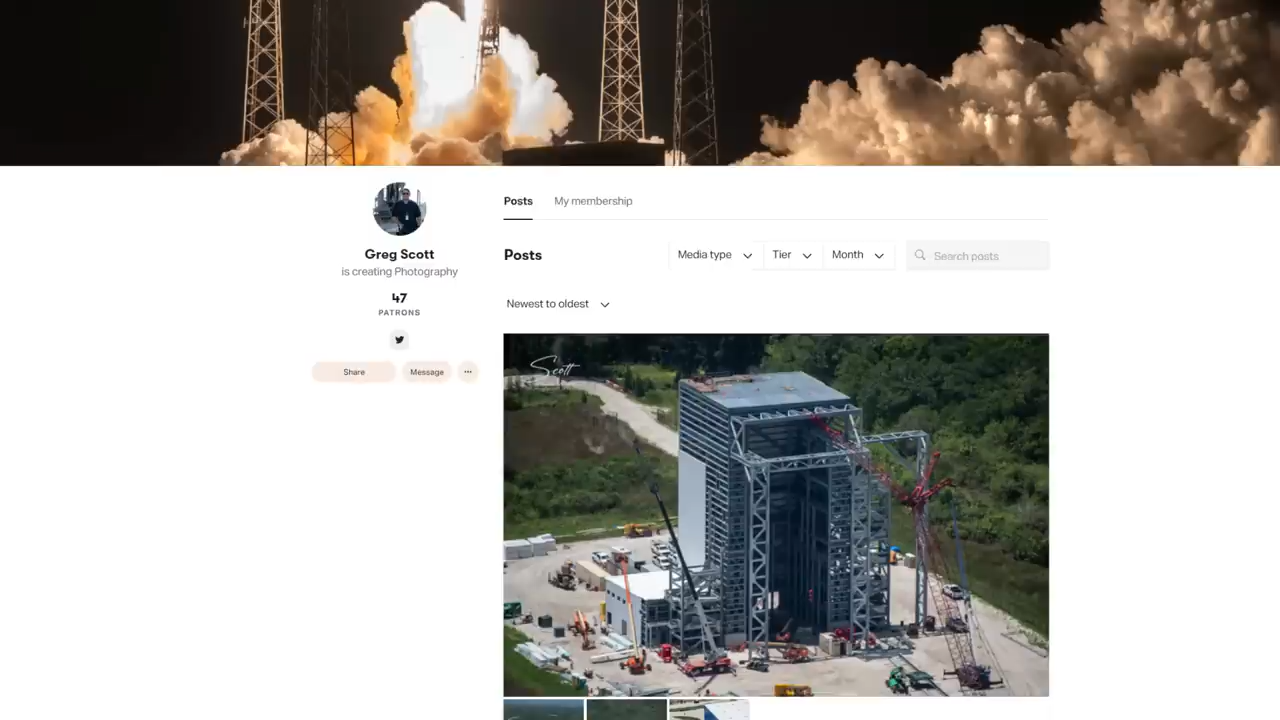 Posts
My membership
Greg Scott
is creating Photography
47
PATRONS
Share
Message
Posts
Media type
Tier
Month
Search posts
Newest to oldest
Scott